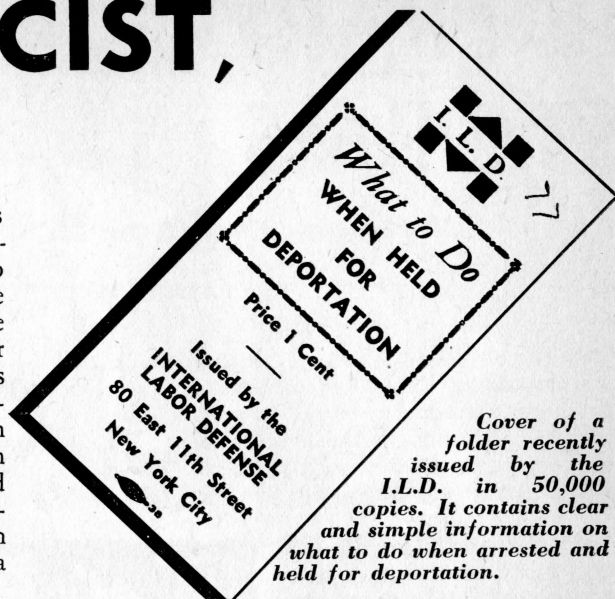 CIST,
I. L. D.
What to Do
WHEN HELD
FOR
DEPORTATION
Price 1 Cent
Issued by the
INTERNATIONAL
LABOR DEFENSE
80 East 11th Street
New York City
Cover of a
folder recently
issued by the
I.L.D. in 50,000
copies. It contains clear
and simple information on
what to do when arrested and
held for deportation.